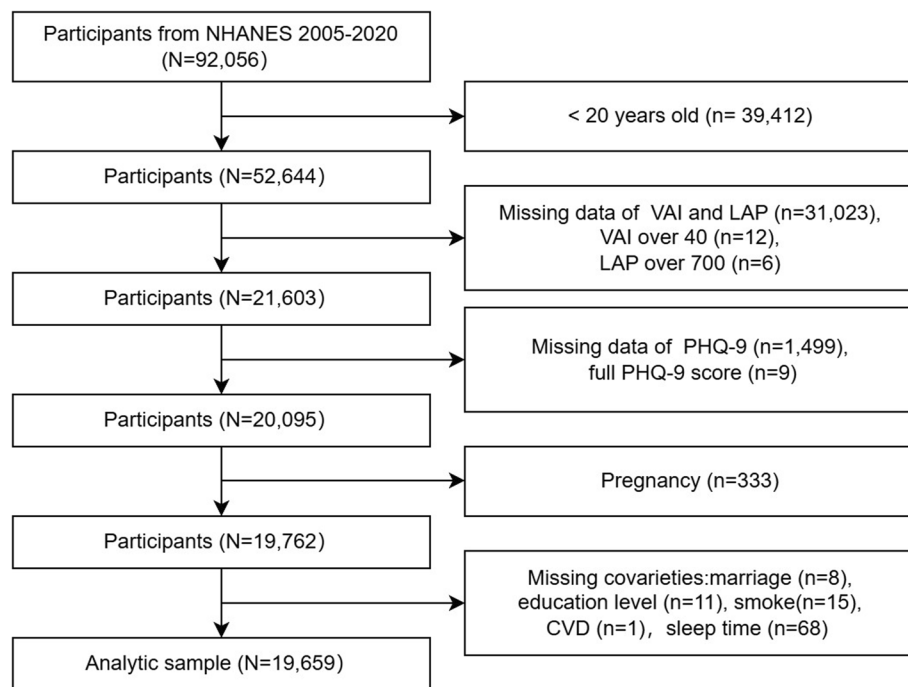 Participants from NHANES 2005-2020
(N=92,056)
< 20 years old (n= 39,412)
Participants (N=52,644)
Missing data of VAI and LAP (n=31,023),
VAI over 40 (n=12),
LAP over 700 (n=6)
Participants (N=21,603)
Missing data of PHQ-9 (n=1,499),
full PHQ-9 score (n=9)
Participants (N=20,095)
Pregnancy (n=333)
Participants (N=19,762)
Missing covarieties:marriage (n=8),
education level (n=11), smoke(n=15),
CVD (n=1), sleep time (n=68)
Analytic sample (N=19,659)